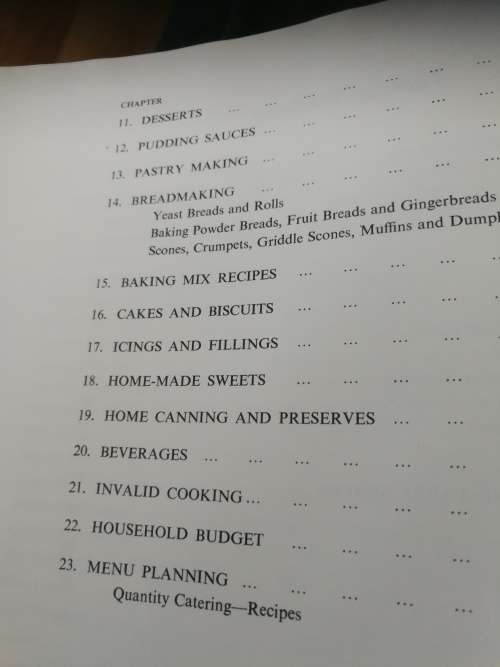 CHAPTER
11. DESSERTS ... ... ... ... ... ...
12. PUDDING SAUCES ... ... ... ... ... ...
13. PASTRY MAKING ... ... ... ... ... ...
14. BREADMAKING ... ... ... ... ... ...
Yeast Breads and Rolls
Baking Powder Breads, Fruit Breads and Gingerbreads
Scones, Crumpets, Griddle Scones, Muffins and
15. BAKING MIX RECIPES ... ... ... ... ...
16. CAKES AND BISCUITS ... ... ... ... ...
17. ICINGS AND FILLINGS ... ... ... ... ...
18. HOME-MADE SWEETS ... ... ... ...
19. HOME CANNING AND PRESERVES ... ...
20. BEVERAGES ... ... ... ... ... ...
21. INVALID COOKING ... ... ... ... ...
22. HOUSEHOLD BUDGET ... ... ... ...
23. MENU PLANNING ... ... ... ... ...
Quantity Catering—Recipes